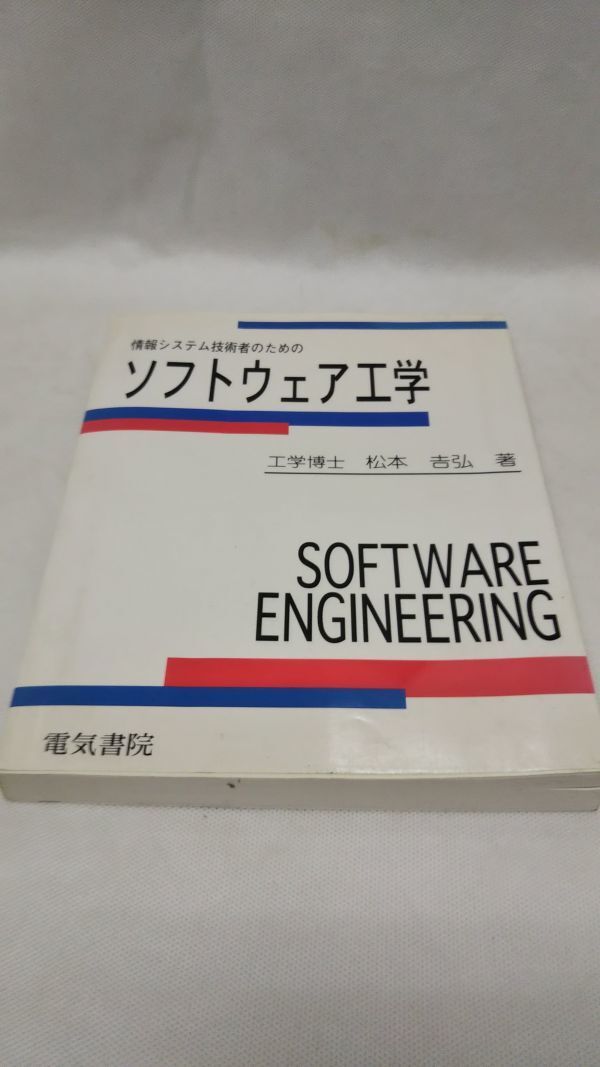 情報システム技術者のための
ソフトウェア工学
工学博士 松本 吉弘 著
SOFTWARE
ENGINEERING
電気書院